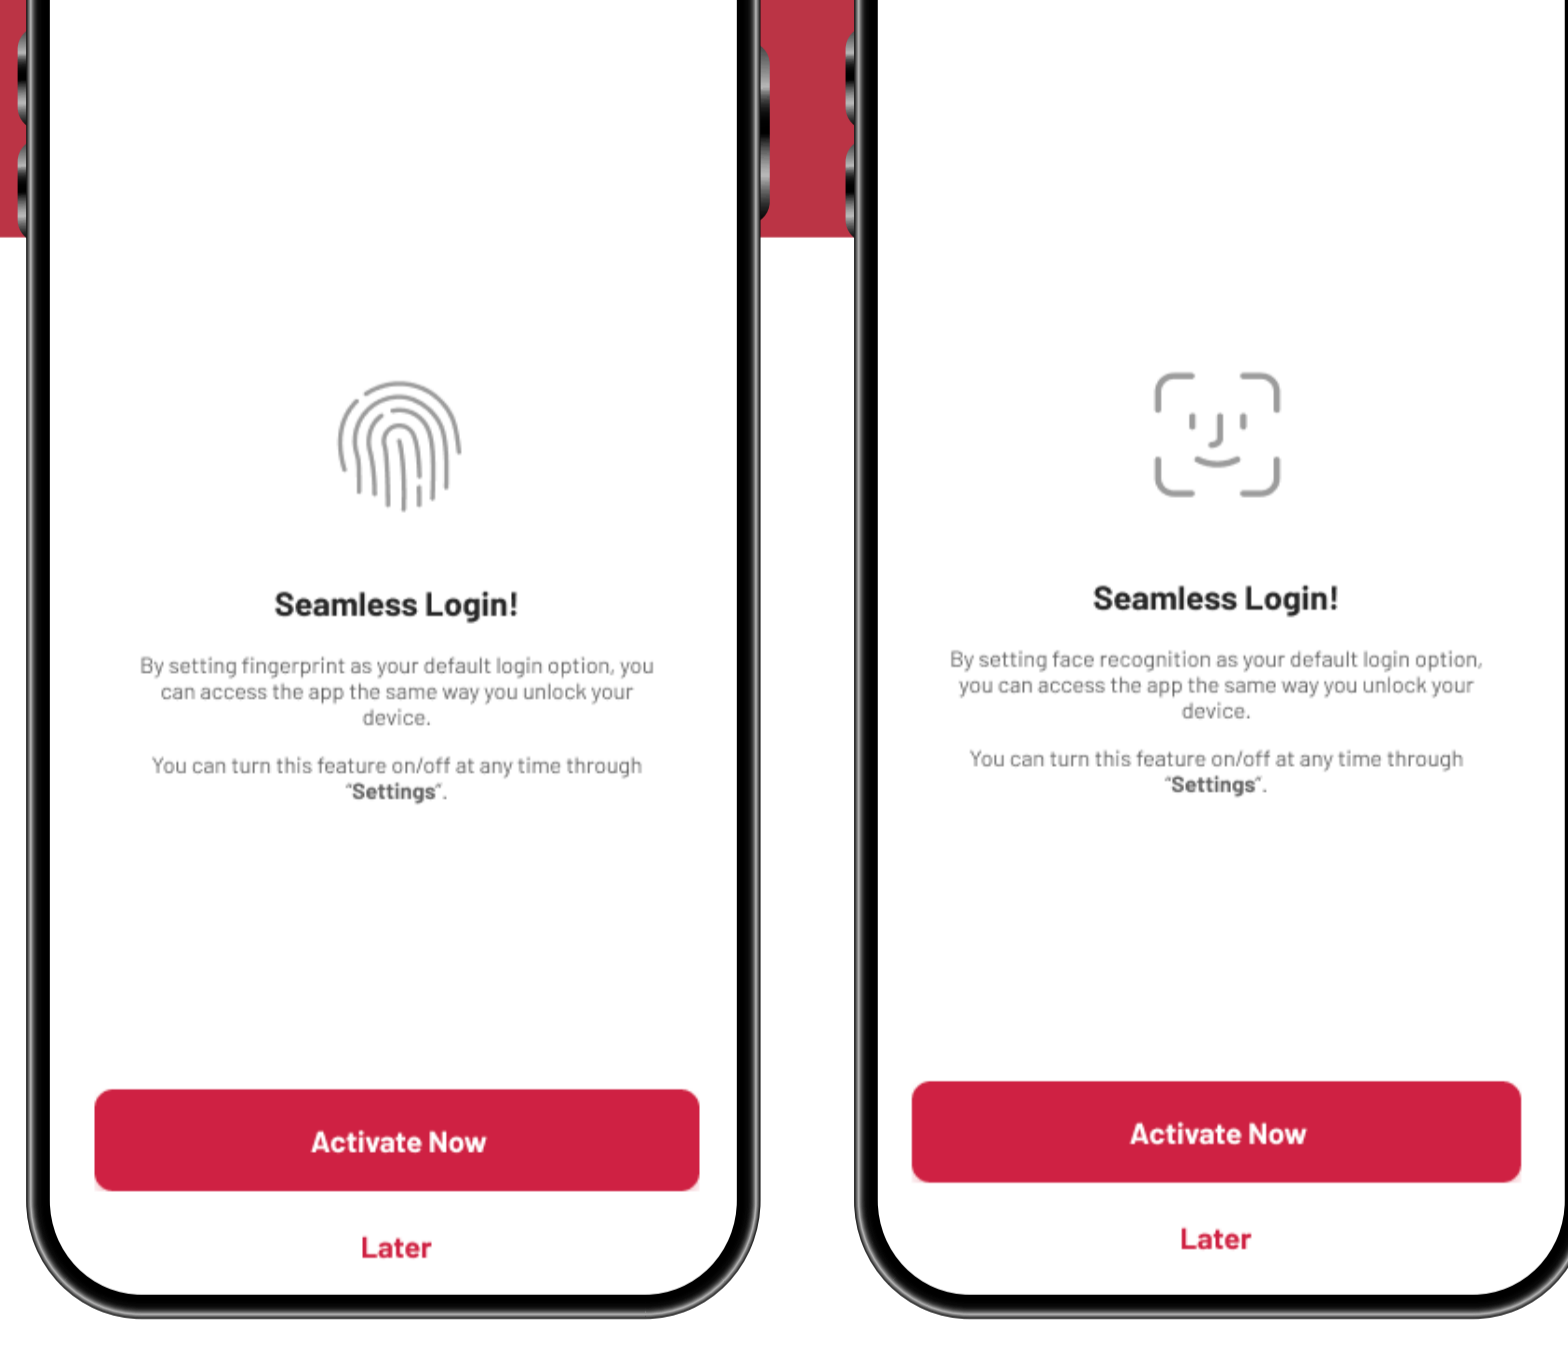 Seamless Login!
By setting fingerprint as your default login option, you
can access the app the same way you unlock your
device.
You can turn this feature on/off at any time through
“Settings”.
Activate Now
Later
Seamless Login!
By setting face recognition as your default login option,
you can access the app the same way you unlock your
device.
You can turn this feature on/off at any time through
“Settings”.
Activate Now
Later